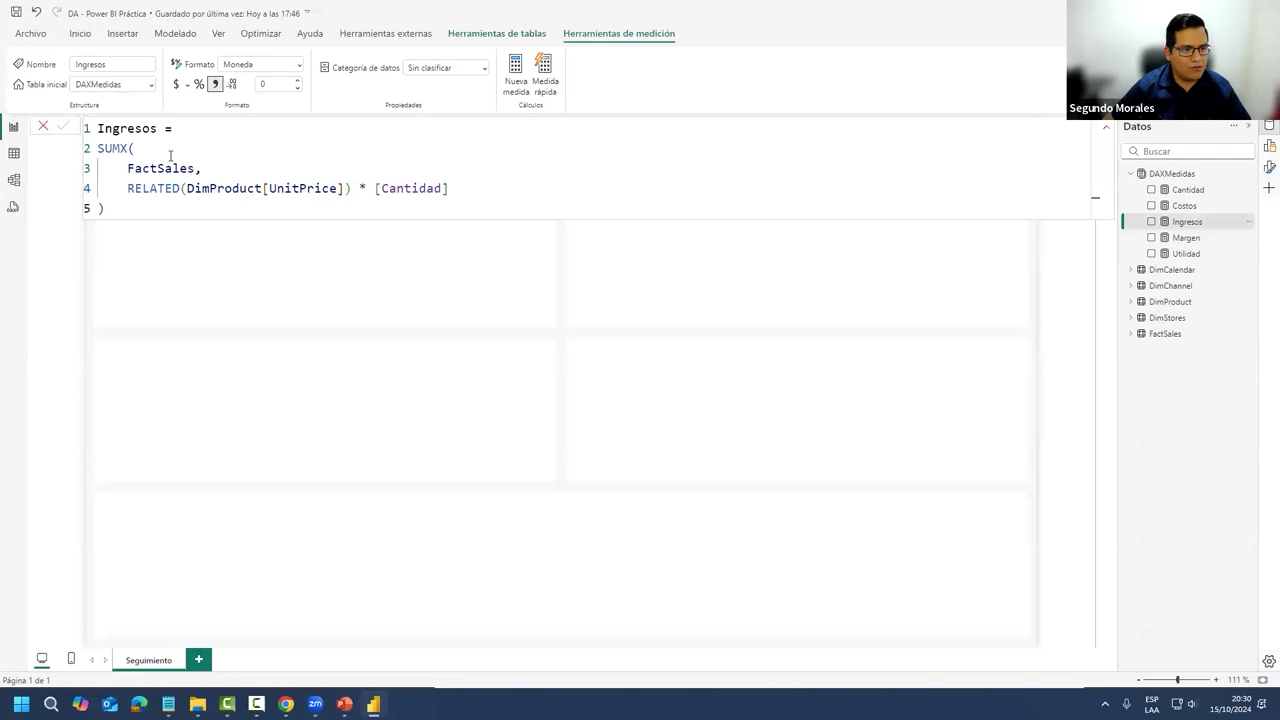 DA - Power BI Práctica • Guardado por última vez: Hoy a las 17:46
Archivo Inicio Insertar Modelado Ver Optimizar Ayuda Herramientas externas Herramientas de tablas Herramientas de medición
Nombre Ingresos
Tabla inicial DAXMedidas
Estructura
Formato Moneda
$ % 0
Formato
Categoría de datos Sin clasificar
Propiedades
Nueva medida
Medida rápida
Cálculos
Segundo Morales
1 Ingresos =
2 SUMX(
3 FactSales,
4 RELATED(DimProduct[UnitPrice]) * [Cantidad]
5 )
Datos
Buscar
DAXMedidas
Cantidad
Costos
Ingresos
Margen
Utilidad
DimCalendar
DimChannel
DimProduct
DimStores
FactSales
Seguimiento
Página 1 de 1
111 %
ESP
LAA
20:30
15/10/2024